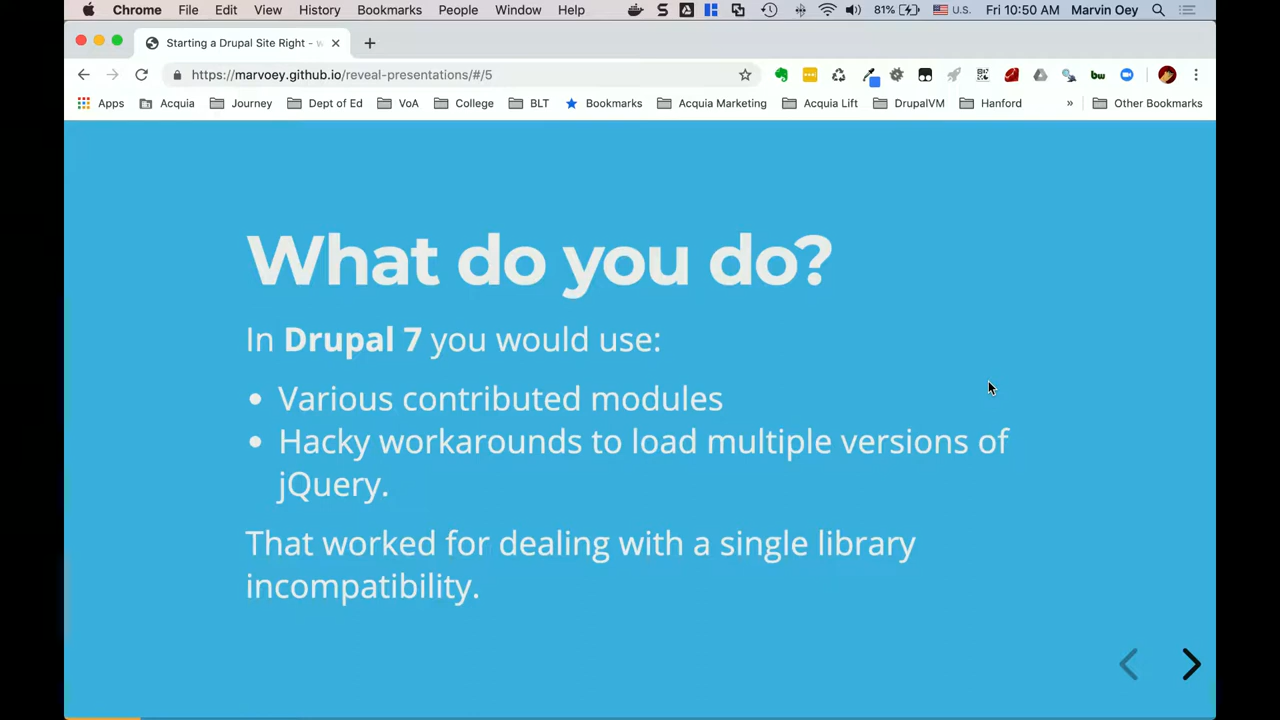 Chrome File Edit View History Bookmarks People Window Help 81% U.S. Fri 10:50 AM Marvin Oey
Starting a Drupal Site Right -
https://marvoey.github.io/reveal-presentations/#/5
Apps Acquia Journey Dept of Ed VoA College BLT Bookmarks Acquia Marketing Acquia Lift DrupalVM Hanford » Other Bookmarks
What do you do?
In Drupal 7 you would use:
• Various contributed modules
• Hacky workarounds to load multiple versions of
jQuery.
That worked for dealing with a single library
incompatibility.